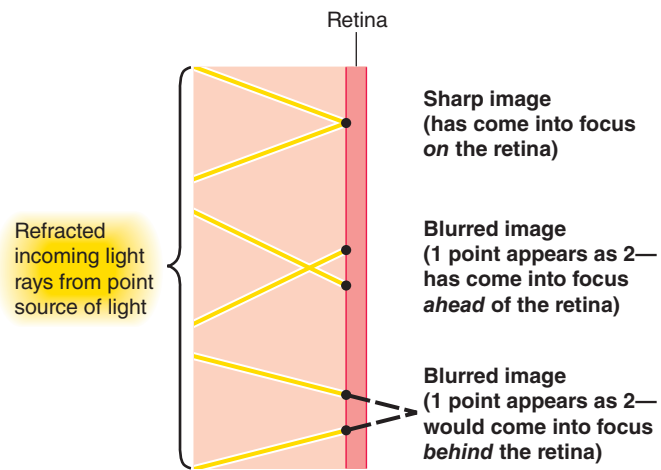 Retina
Sharp image
(has come into focus
on the retina)
Refracted
incoming light
rays from point
source of light
Blurred image
(1 point appears as 2—
has come into focus
ahead of the retina)
Blurred image
(1 point appears as 2—
would come into focus
behind the retina)